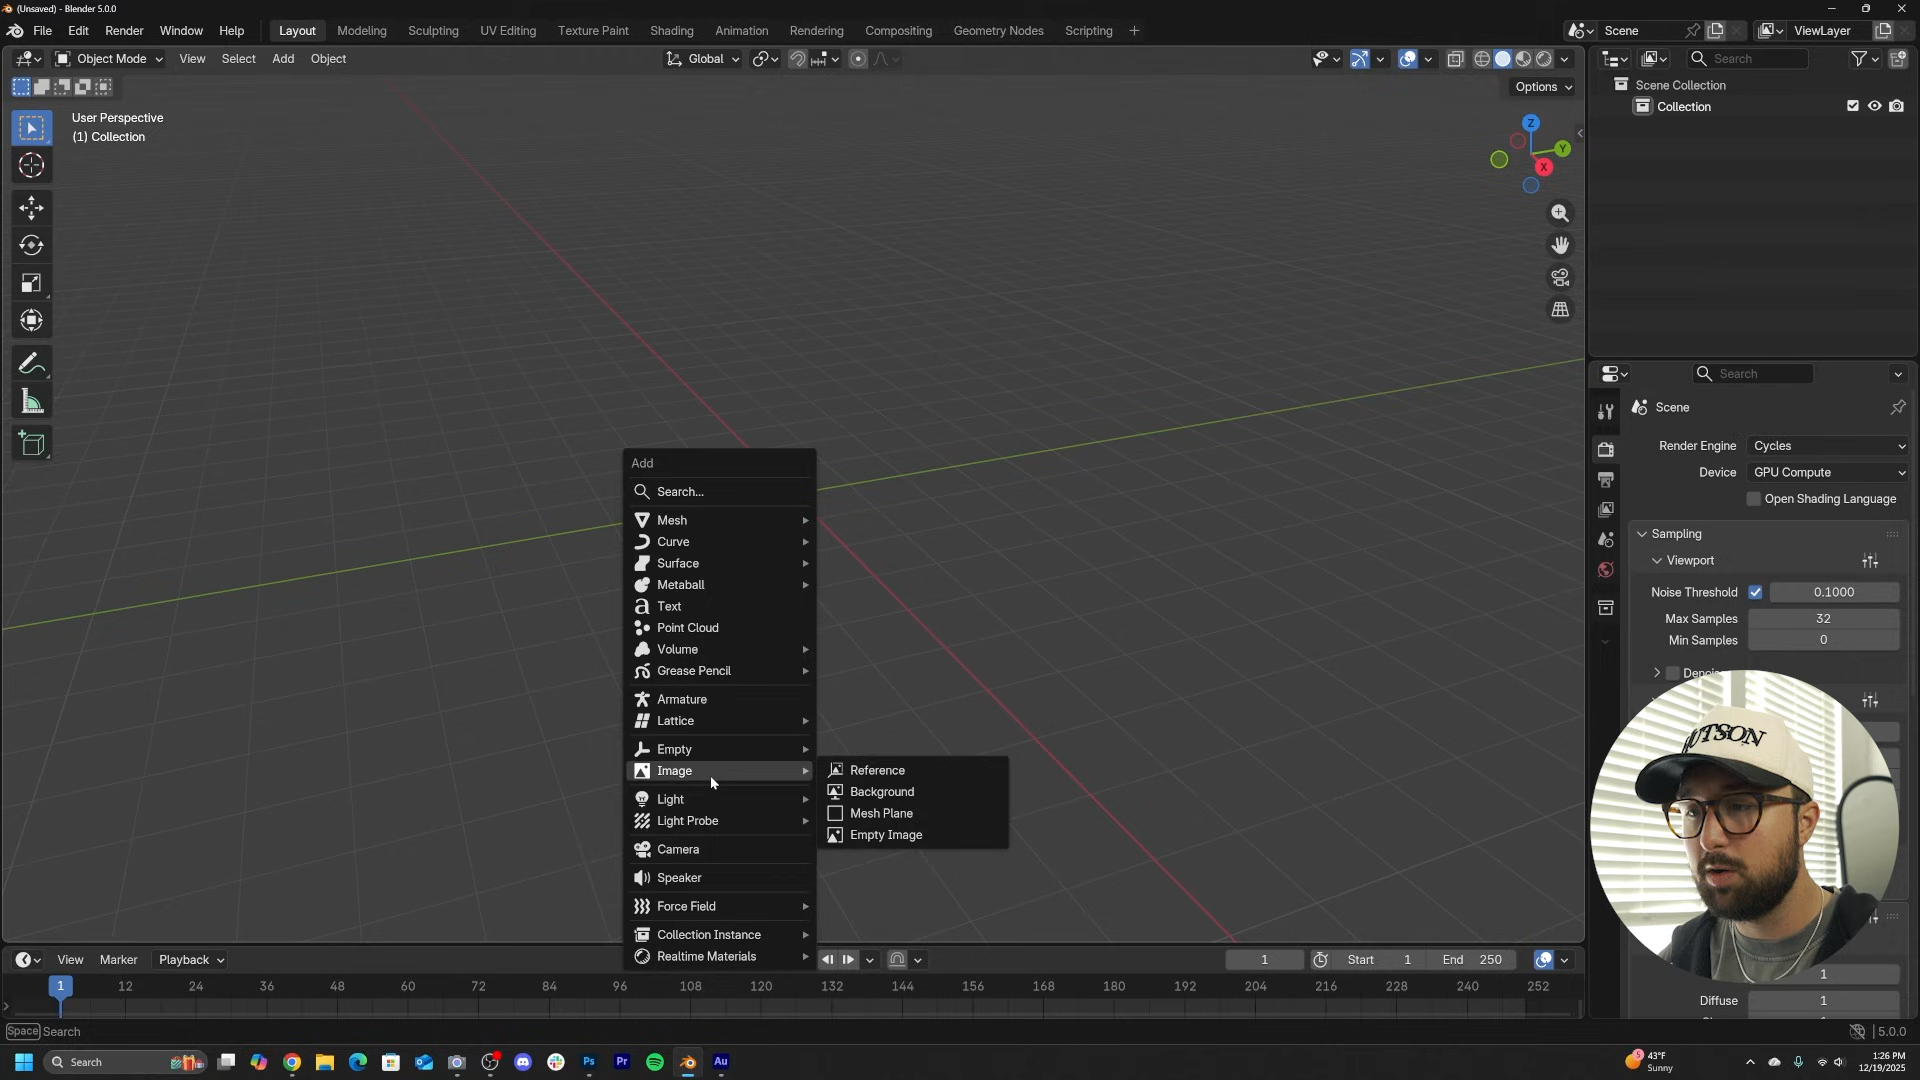 (Unsaved) - Blender 5.0.0
File Edit Render Window Help Layout Modeling Sculpting UV Editing Texture Paint Shading Animation Rendering Compositing Geometry Nodes Scripting + Scene ViewLayer
Object Mode View Select Add Object Global Search
Options
Scene Collection
Collection
User Perspective
(1) Collection
Z
Y
X
Search
Scene
Render Engine Cycles
Device GPU Compute
Open Shading Language
Sampling
Viewport
Noise Threshold 0.1000
Max Samples 32
Min Samples 0
Add
Search...
Mesh
Curve
Surface
Metaball
Text
Point Cloud
Volume
Grease Pencil
Armature
Lattice
Empty
Image
Light
Light Probe
Camera
Speaker
Force Field
Collection Instance
Realtime Materials
Reference
Background
Mesh Plane
Empty Image
View Marker Playback 1 Start 1 End 250
1 12 24 36 48 60 72 84 96 108 120 132 144 156 168 180 192 204 216 228 240 252
1
Diffuse 1
Space Search 5.0.0
Search Ps Pr Au 5 43°F
Sunny
1:26 PM
12/19/2025